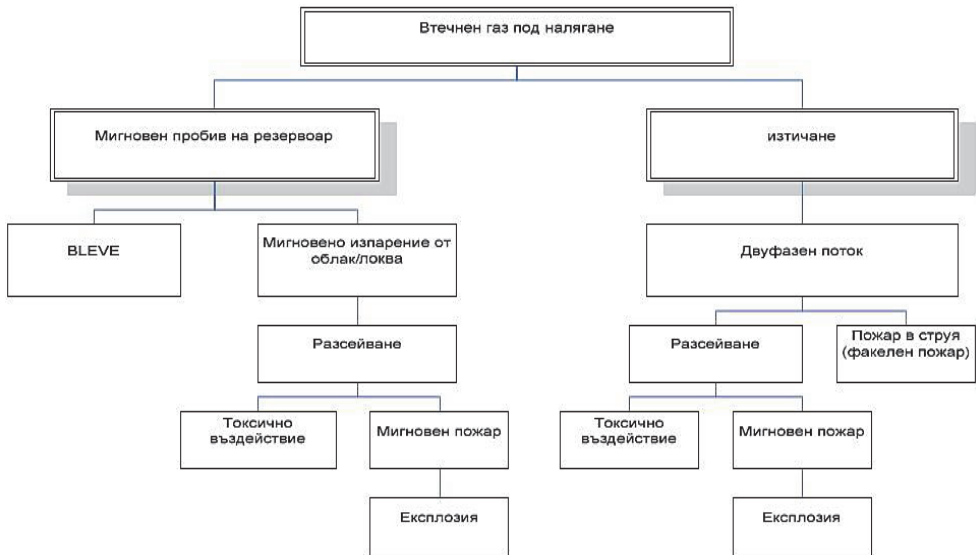 Втечнен газ под налягане
Мигновен пробив на резервоар
изтичане
BLEVE
Мигновено изпарение от
облак/локва
Двуфазен поток
Разсейване
Разсейване
Пожар в струя
(факелен пожар)
Токсично
въздействие
Мигновен пожар
Токсично
въздействие
Мигновен пожар
Експлозия
Експлозия